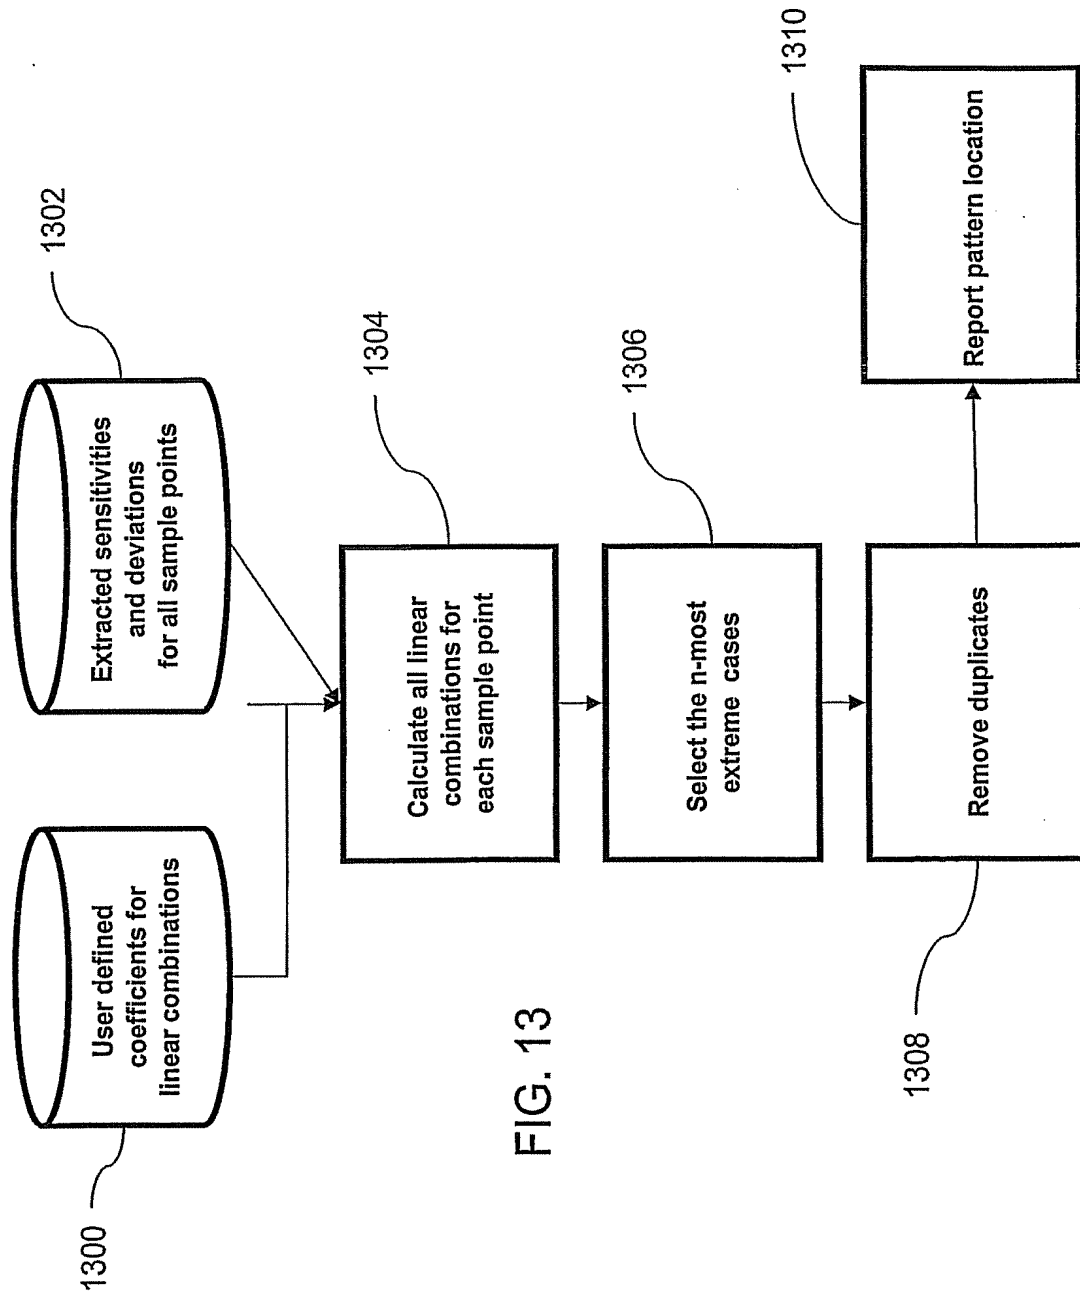 1300
User defined
coefficients for
linear combinations
1302
Extracted sensitivities
and deviations
for all sample points
1304
Calculate all linear
combinations for
each sample point
1306
Select the n-most
extreme cases
1308
Remove duplicates
1310
Report pattern location
FIG. 13